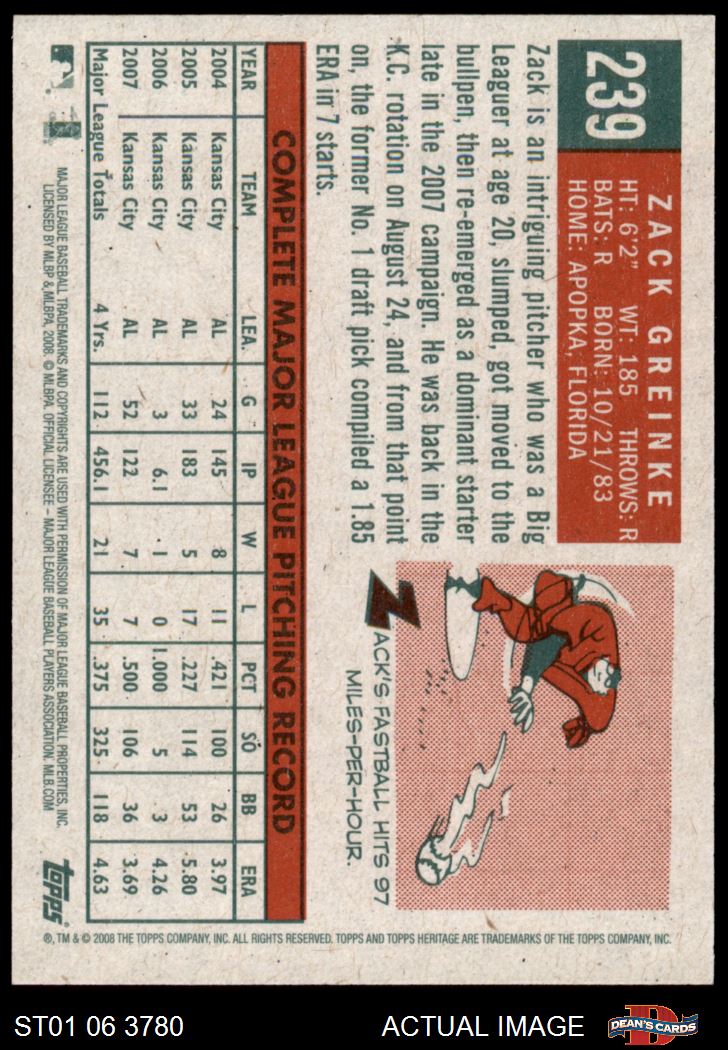 239
ZACK GREINKE
HT: 6'2" WT: 185 THROWS: R
BATS: R BORN: 10/21/83
HOME: APOPKA, FLORIDA
Zack is an intriguing pitcher who was a Big
Leaguer at age 20, slumped, got moved to the
bullpen, then re-emerged as a dominant starter
late in the 2007 campaign. He was back in the
K.C. rotation on August 24, and from that point
on, the former No. 1 draft pick compiled a 1.85
ERA in 7 starts.
ZACK'S FASTBALL HITS 97
MILES-PER-HOUR.
COMPLETE MAJOR LEAGUE PITCHING RECORD
YEAR TEAM LEA. G IP W L PCT SO BB ERA
2004 Kansas City AL 24 145 8 11 .421 100 26 3.97
2005 Kansas City AL 33 183 5 17 .227 114 53 5.80
2006 Kansas City AL 3 6.1 1 0 1.000 5 3 4.26
2007 Kansas City AL 52 122 7 7 .500 106 36 3.69
Major League Totals 4 Yrs. 112 456.1 21 35 .375 325 118 4.63
MAJOR LEAGUE BASEBALL TRADEMARKS AND COPYRIGHTS ARE USED WITH PERMISSION OF MAJOR LEAGUE BASEBALL PROPERTIES, INC.
LICENSED BY MLBP & MLBPA, 2008. © MLBPA. OFFICIAL LICENSEE – MAJOR LEAGUE BASEBALL PLAYERS ASSOCIATION. MLB.COM
topps
®, TM & © 2008 THE TOPPS COMPANY, INC. ALL RIGHTS RESERVED. TOPPS AND TOPPS HERITAGE ARE TRADEMARKS OF THE TOPPS COMPANY, INC.
ST01 06 3780
ACTUAL IMAGE
D
DEAN'S CARDS